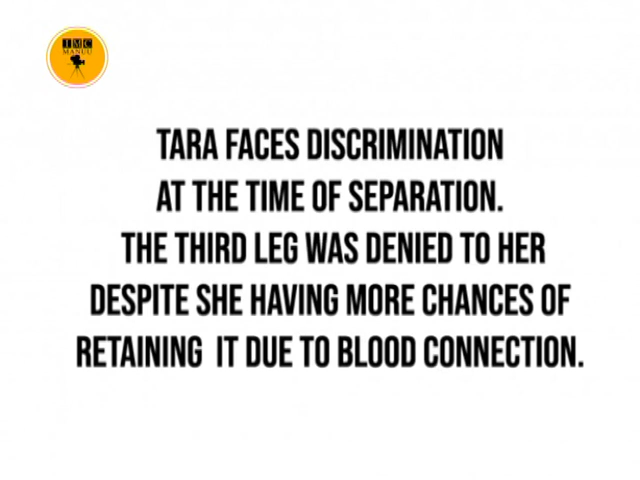 IMC
MANUU
TARA FACES DISCRIMINATION
AT THE TIME OF SEPARATION.
THE THIRD LEG WAS DENIED TO HER
DESPITE SHE HAVING MORE CHANCES OF
RETAINING IT DUE TO BLOOD CONNECTION.